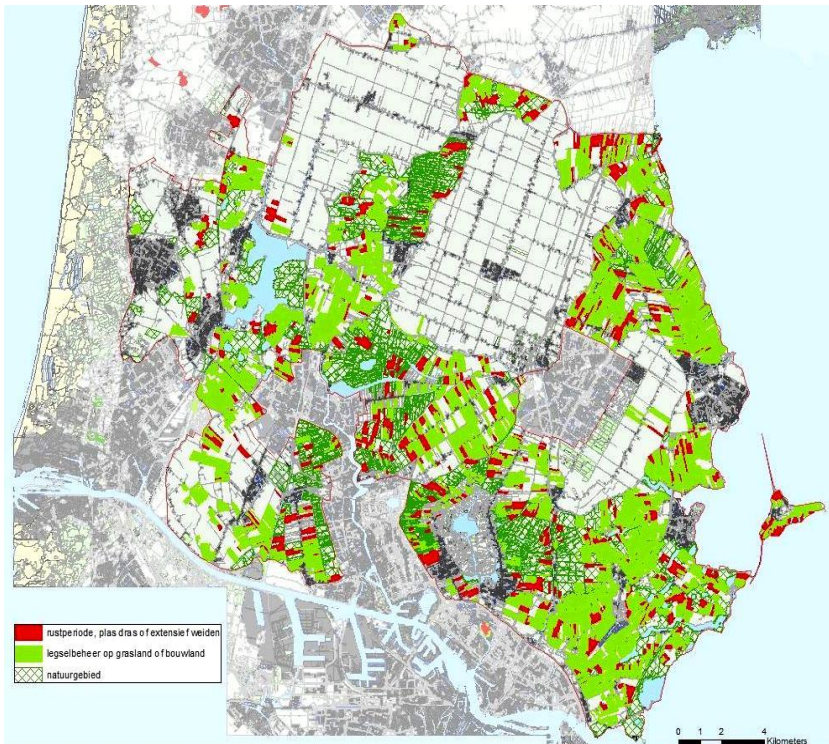 rustperiode, plas dras of extensief weiden
legselbeheer op grasland of bouwland
natuurgebied
0 1 2 4
Kilometers